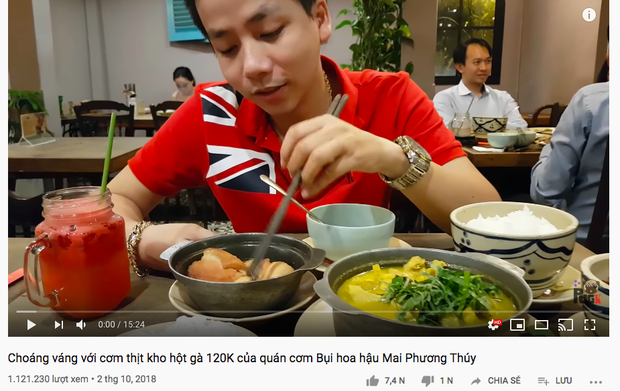 0:00 / 15:24
HD
Choáng váng với cơm thịt kho hột gà 120K của quán cơm Bụi hoa hậu Mai Phương Thúy
1.121.230 lượt xem • 2 thg 10, 2018
7,4 N
1 N
CHIA SẺ
LƯU